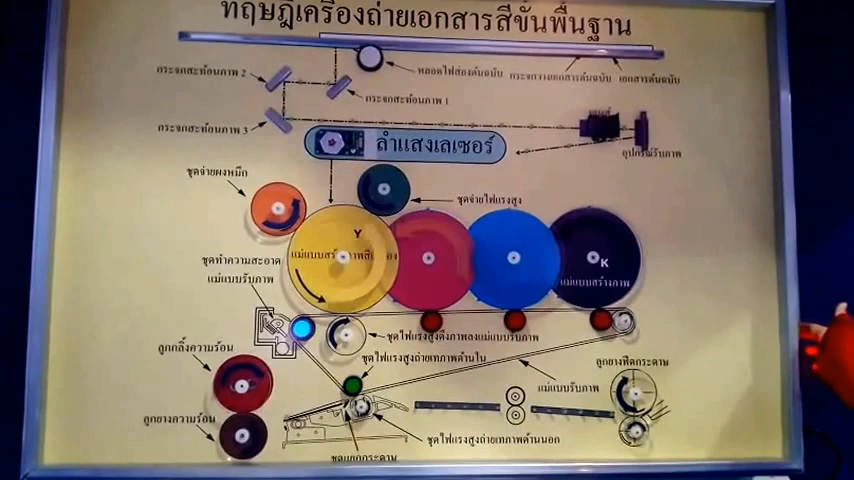 ทฤษฎีเครื่องถ่ายเอกสารสีขั้นพื้นฐาน
กระจกสะท้อนภาพ 2
หลอดไฟส่องต้นฉบับ
กระจกวางเอกสารต้นฉบับ
เอกสารต้นฉบับ
กระจกสะท้อนภาพ 1
กระจกสะท้อนภาพ 3
ลำแสงเลเซอร์
อุปกรณ์รับภาพ
ชุดจ่ายผงหมึก
ชุดจ่ายไฟแรงสูง
Y
K
แม่แบบสร้างภาพ
ชุดทำความสะอาด
แม่แบบรับภาพ
ชุดไฟแรงสูงดึงภาพลงแม่แบบรับภาพ
ลูกกลิ้งความร้อน
ชุดไฟแรงสูงถ่ายเทภาพด้านใน
ลูกยางฟีดกระดาษ
แม่แบบรับภาพ
ลูกยางความร้อน
ชุดไฟแรงสูงถ่ายเทภาพด้านนอก
ชุดแยกกระดาษ